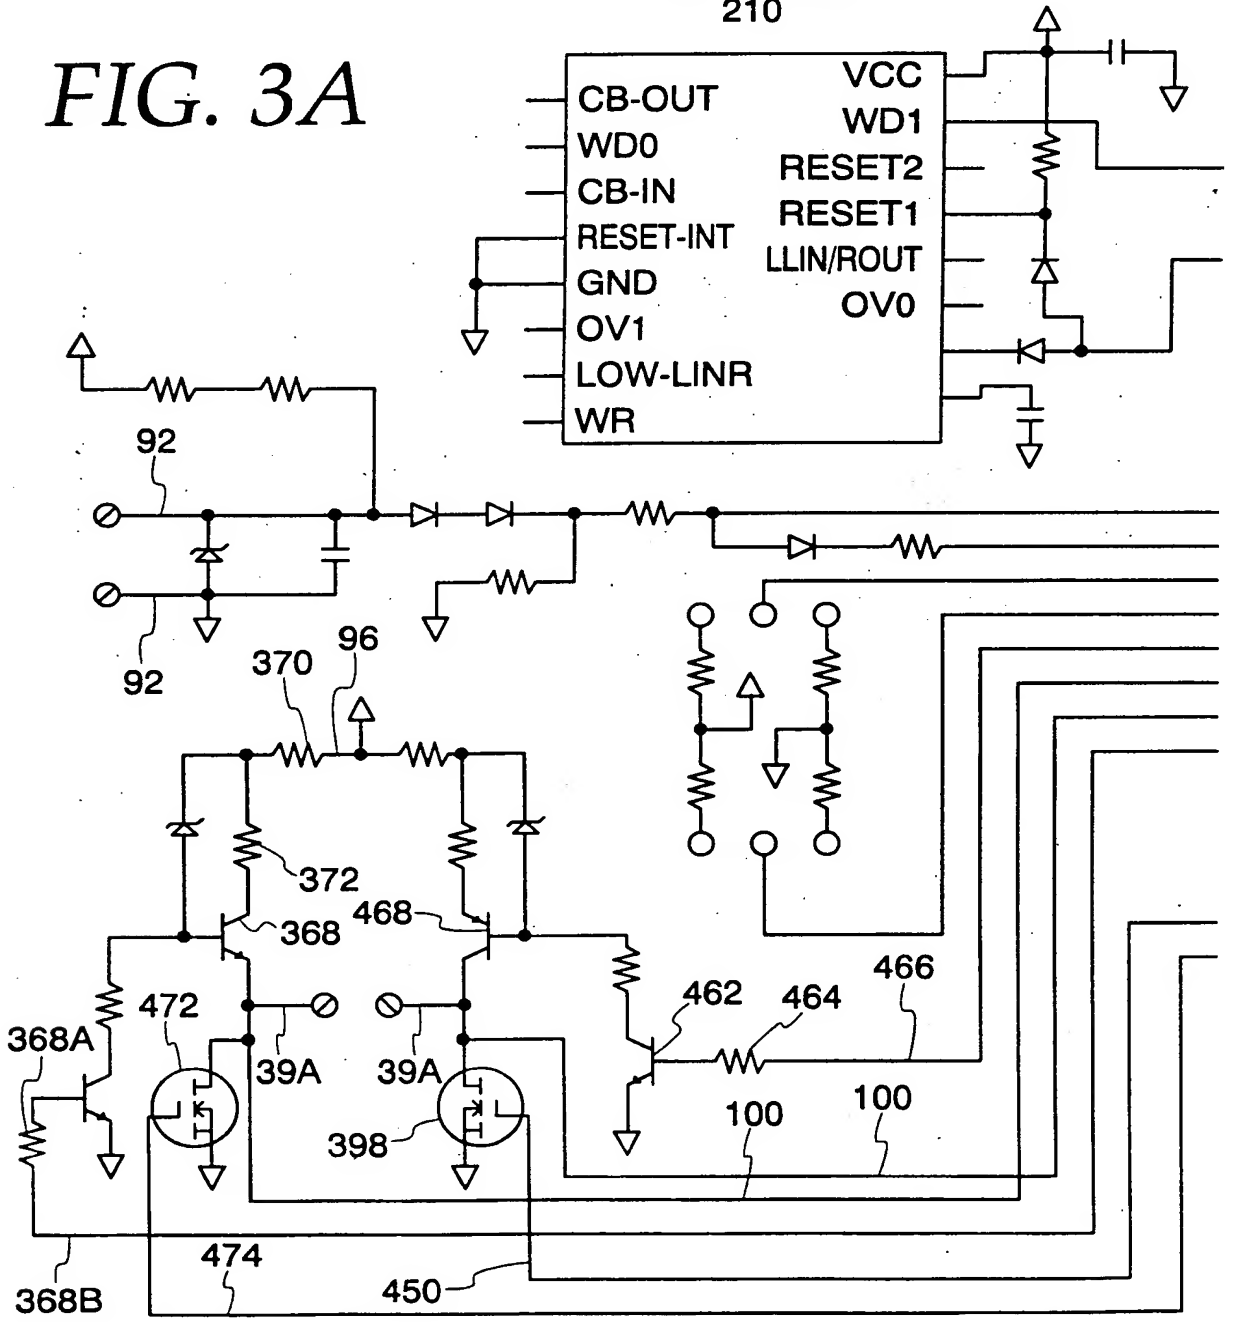 210
FIG. 3A
CB-OUT
WD0
CB-IN
RESET-INT
GND
OV1
LOW-LINR
WR
VCC
WD1
RESET2
RESET1
LLIN/ROUT
OV0
92
92
370
96
372
368
468
472
368A
39A
39A
398
462
464
466
100
100
474
450
368B